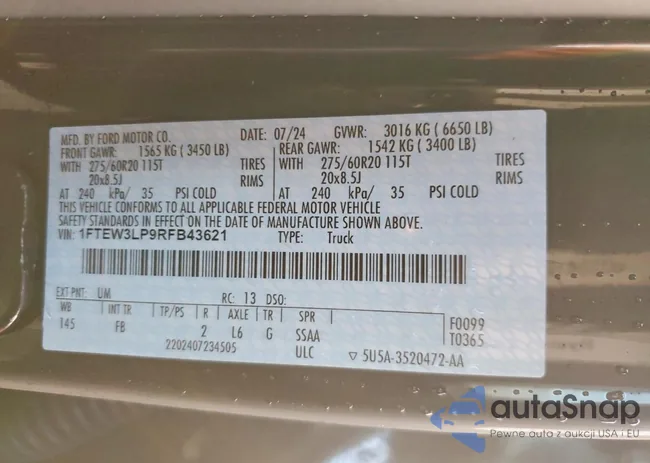 MFD. BY FORD MOTOR CO. DATE: 07/24 GVWR: 3016 KG ( 6650 LB)
FRONT GAWR: 1565 KG ( 3450 LB) REAR GAWR: 1542 KG ( 3400 LB)
WITH 275/60R20 115T TIRES WITH 275/60R20 115T TIRES
20x8.5J RIMS 20x8.5J RIMS
AT 240 kPa/ 35 PSI COLD AT 240 kPa/ 35 PSI COLD
THIS VEHICLE CONFORMS TO ALL APPLICABLE FEDERAL MOTOR VEHICLE
SAFETY STANDARDS IN EFFECT ON THE DATE OF MANUFACTURE SHOWN ABOVE.
VIN: 1FTEW3LP9RFB43621 TYPE: Truck
EXT PNT: UM RC: 13 DSO:
WB INT TR TP/PS R AXLE TR SPR F0099
145 FB 2 L6 G SSAA T0365
2202407234505 ULC ▽ 5U5A-3520472-AA
autaSnap
Pewne auta z aukcji USA i EU